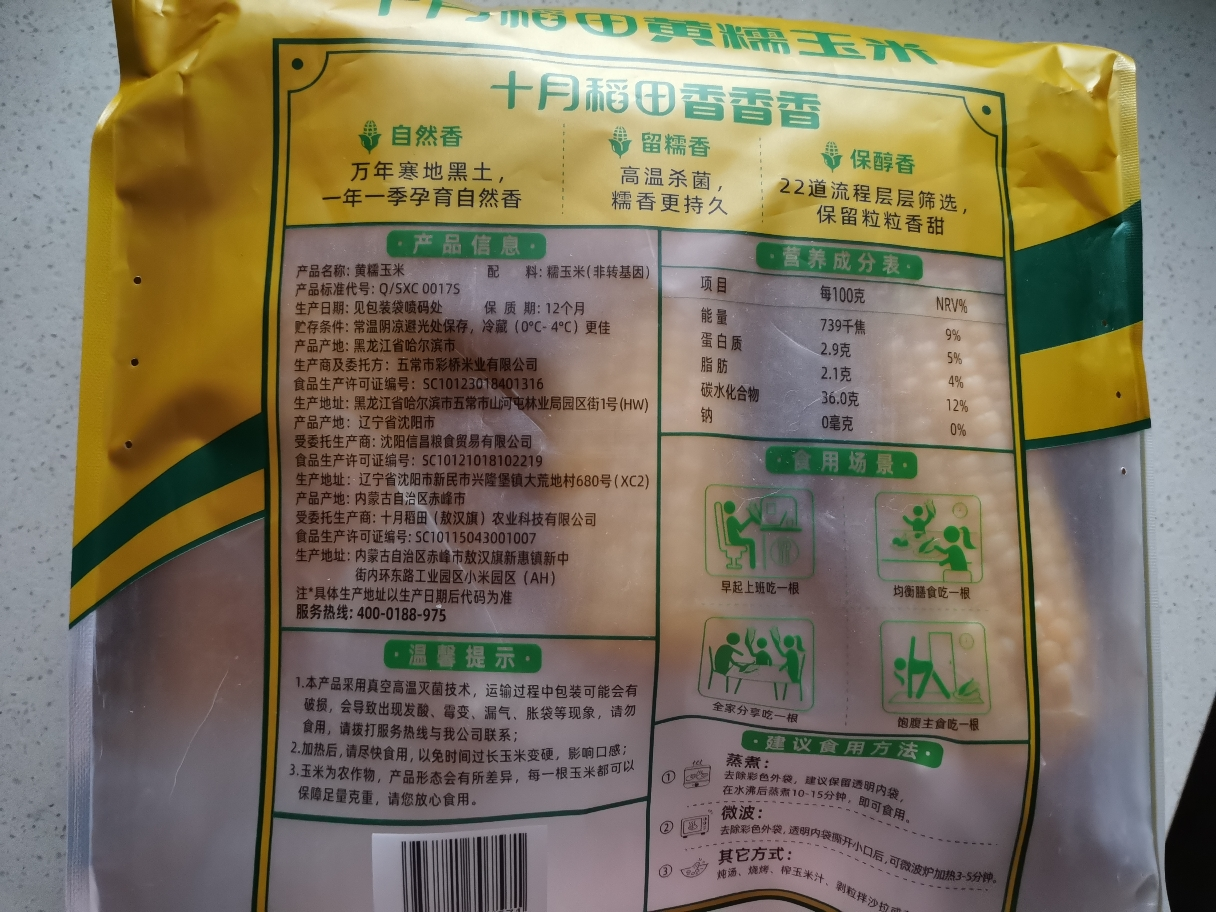 十月稻田黄糯玉米
十月稻田香香香
自然香
万年寒地黑土，
一年一季孕育自然香
留糯香
高温杀菌，
糯香更持久
保醇香
22道流程层层筛选，
保留粒粒香甜
·产品信息·
产品名称: 黄糯玉米 配 料: 糯玉米(非转基因)
产品标准代号: Q/SXC 0017S
生产日期: 见包装袋喷码处 保 质 期: 12个月
贮存条件: 常温阴凉避光处保存，冷藏（0℃- 4℃）更佳
产品产地: 黑龙江省哈尔滨市
生产商及委托方：五常市彩桥米业有限公司
食品生产许可证编号：SC10123018401316
生产地址: 黑龙江省哈尔滨市五常市山河屯林业局园区街1号(HW)
产品产地: 辽宁省沈阳市
受委托生产商: 沈阳信昌粮食贸易有限公司
食品生产许可证编号：SC10121018102219
生产地址: 辽宁省沈阳市新民市兴隆堡镇大荒地村680号(XC2)
产品产地: 内蒙古自治区赤峰市
受委托生产商: 十月稻田（敖汉旗）农业科技有限公司
食品生产许可证编号: SC10115043001007
生产地址: 内蒙古自治区赤峰市敖汉旗新惠镇新中
街内环东路工业园区小米园区（AH）
注*具体生产地址以生产日期后代码为准
服务热线: 400-0188-975
·温馨提示·
1.本产品采用真空高温灭菌技术，运输过程中包装可能会有
破损，会导致出现发酸、霉变、漏气、胀袋等现象，请勿
食用，请拨打服务热线与我公司联系；
2.加热后, 请尽快食用, 以免时间过长玉米变硬，影响口感；
3.玉米为农作物，产品形态会有所差异，每一根玉米都可以
保障足量克重，请您放心食用。
·营养成分表·
项目 每100克 NRV%
能量 739千焦 9%
蛋白质 2.9克 5%
脂肪 2.1克 4%
碳水化合物 36.0克 12%
钠 0毫克 0%
·食用场景·
早起上班吃一根
均衡膳食吃一根
全家分享吃一根
饱腹主食吃一根
·建议食用方法·
① 蒸煮：
去除彩色外袋，建议保留透明内袋，
在水沸后蒸煮10-15分钟，即可食用。
② 微波：
去除彩色外袋, 透明内袋撕开小口后, 可微波炉加热3-5分钟。
③ 其它方式：
炖汤、烧烤、榨玉米汁、剥粒拌沙拉